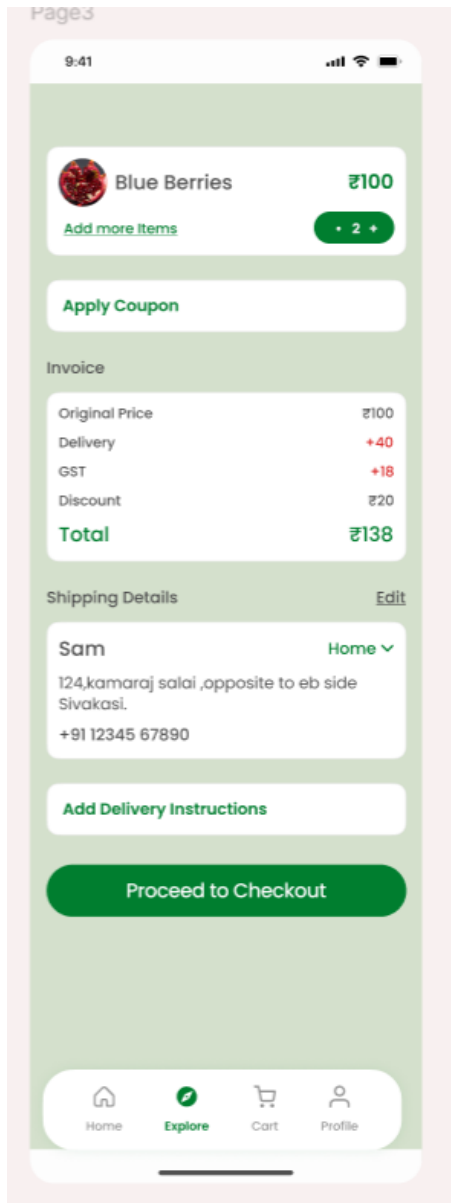 Page3
9:41
Blue Berries ₹100
Add more Items • 2 +
Apply Coupon
Invoice
Original Price ₹100
Delivery +40
GST +18
Discount ₹20
Total ₹138
Shipping Details Edit
Sam Home
124,kamaraj salai ,opposite to eb side
Sivakasi.
+91 12345 67890
Add Delivery Instructions
Proceed to Checkout
Home Explore Cart Profile